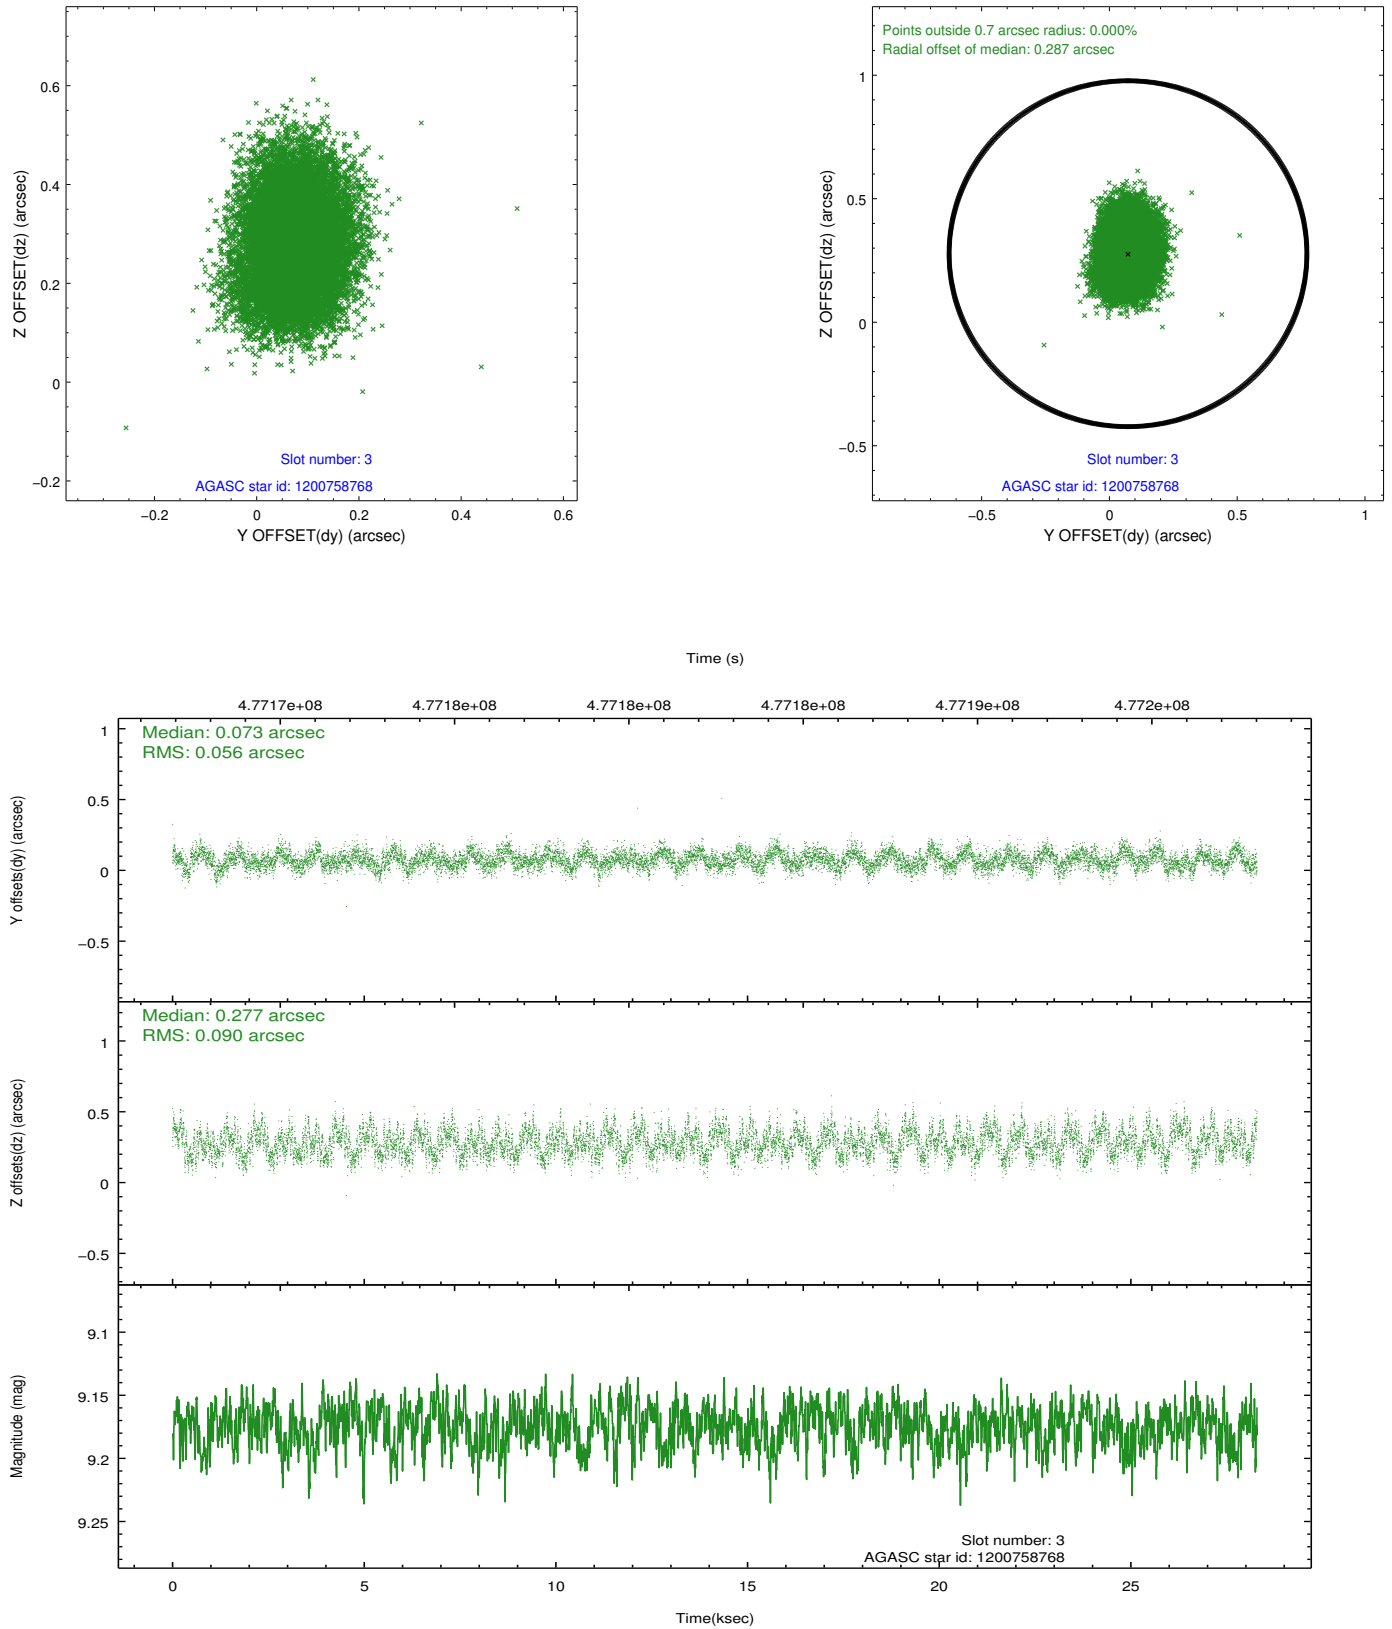 0.6
0.4
0.2
0
−0.2
Z OFFSET(dz) (arcsec)
Slot number: 3
AGASC star id: 1200758768
−0.2 0 0.2 0.4 0.6
Y OFFSET(dy) (arcsec)
Points outside 0.7 arcsec radius: 0.000%
Radial offset of median: 0.287 arcsec
1
0.5
0
−0.5
Z OFFSET(dz) (arcsec)
Slot number: 3
AGASC star id: 1200758768
−0.5 0 0.5 1
Y OFFSET(dy) (arcsec)
Time (s)
4.7717e+08 4.7718e+08 4.7718e+08 4.7718e+08 4.7719e+08 4.772e+08
Median: 0.073 arcsec
RMS: 0.056 arcsec
1
0.5
0
−0.5
Y offsets(dy) (arcsec)
Median: 0.277 arcsec
RMS: 0.090 arcsec
1
0.5
0
−0.5
Z offsets(dz) (arcsec)
9.1
9.15
9.2
9.25
Magnitude (mag)
Slot number: 3
AGASC star id: 1200758768
0 5 10 15 20 25
Time(ksec)